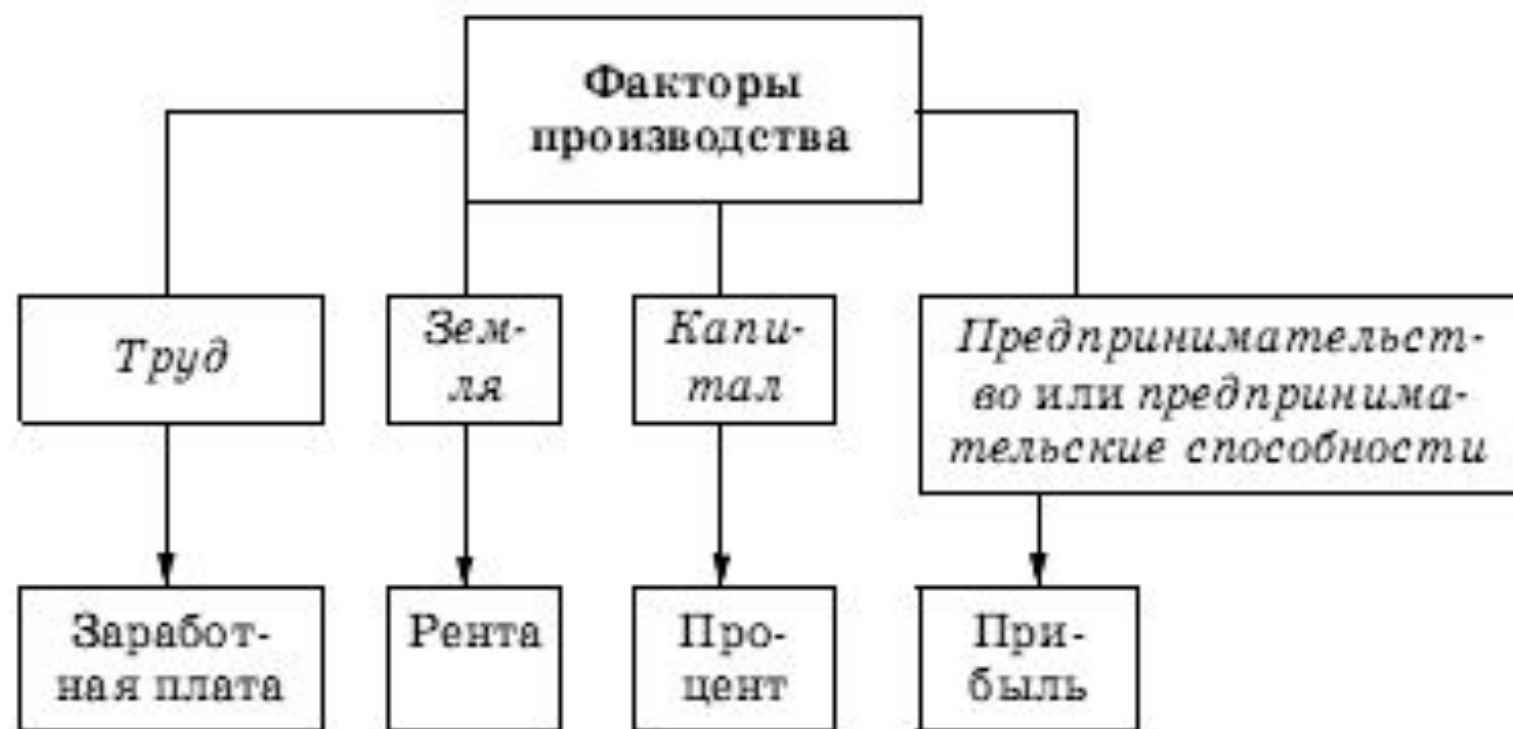 Факторы
производства
Труд
Зем-
ля
Капи-
тал
Предпринимательст-
во или предпринима-
тельские способности
Заработ-
ная плата
Рента
Про-
цент
При-
быль